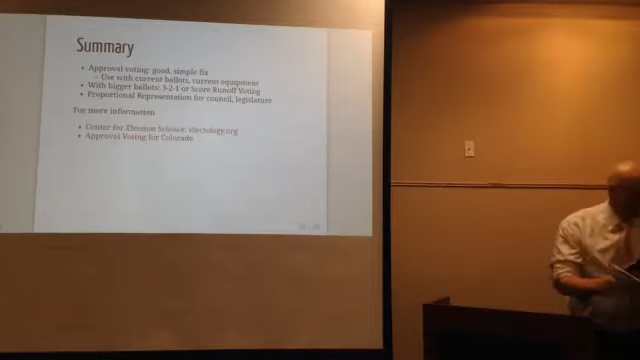 Summary
• Approval voting: good, simple fix
– Use with current ballots, current equipment
• With bigger ballots: 3-2-1 or Score Runoff Voting
• Proportional Representation for council, legislature
For more information
• Center for Election Science: electology.org
• Approval Voting for Colorado